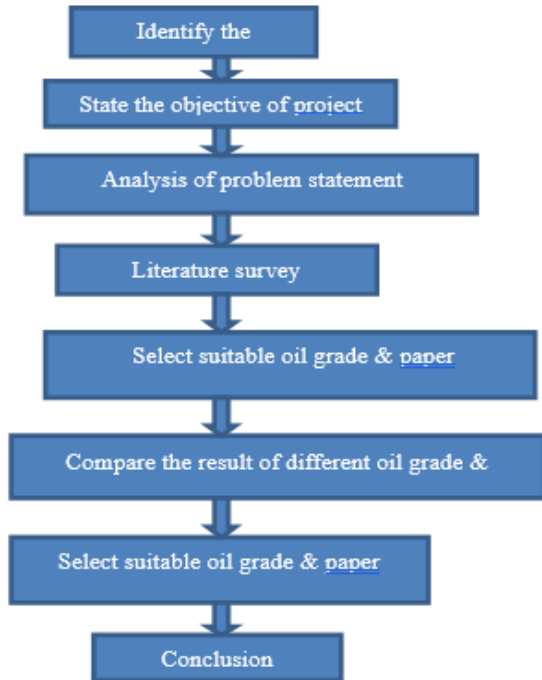 Identify the
State the objective of project
Analysis of problem statement
Literature survey
Select suitable oil grade & paper
Compare the result of different oil grade &
Select suitable oil grade & paper
Conclusion